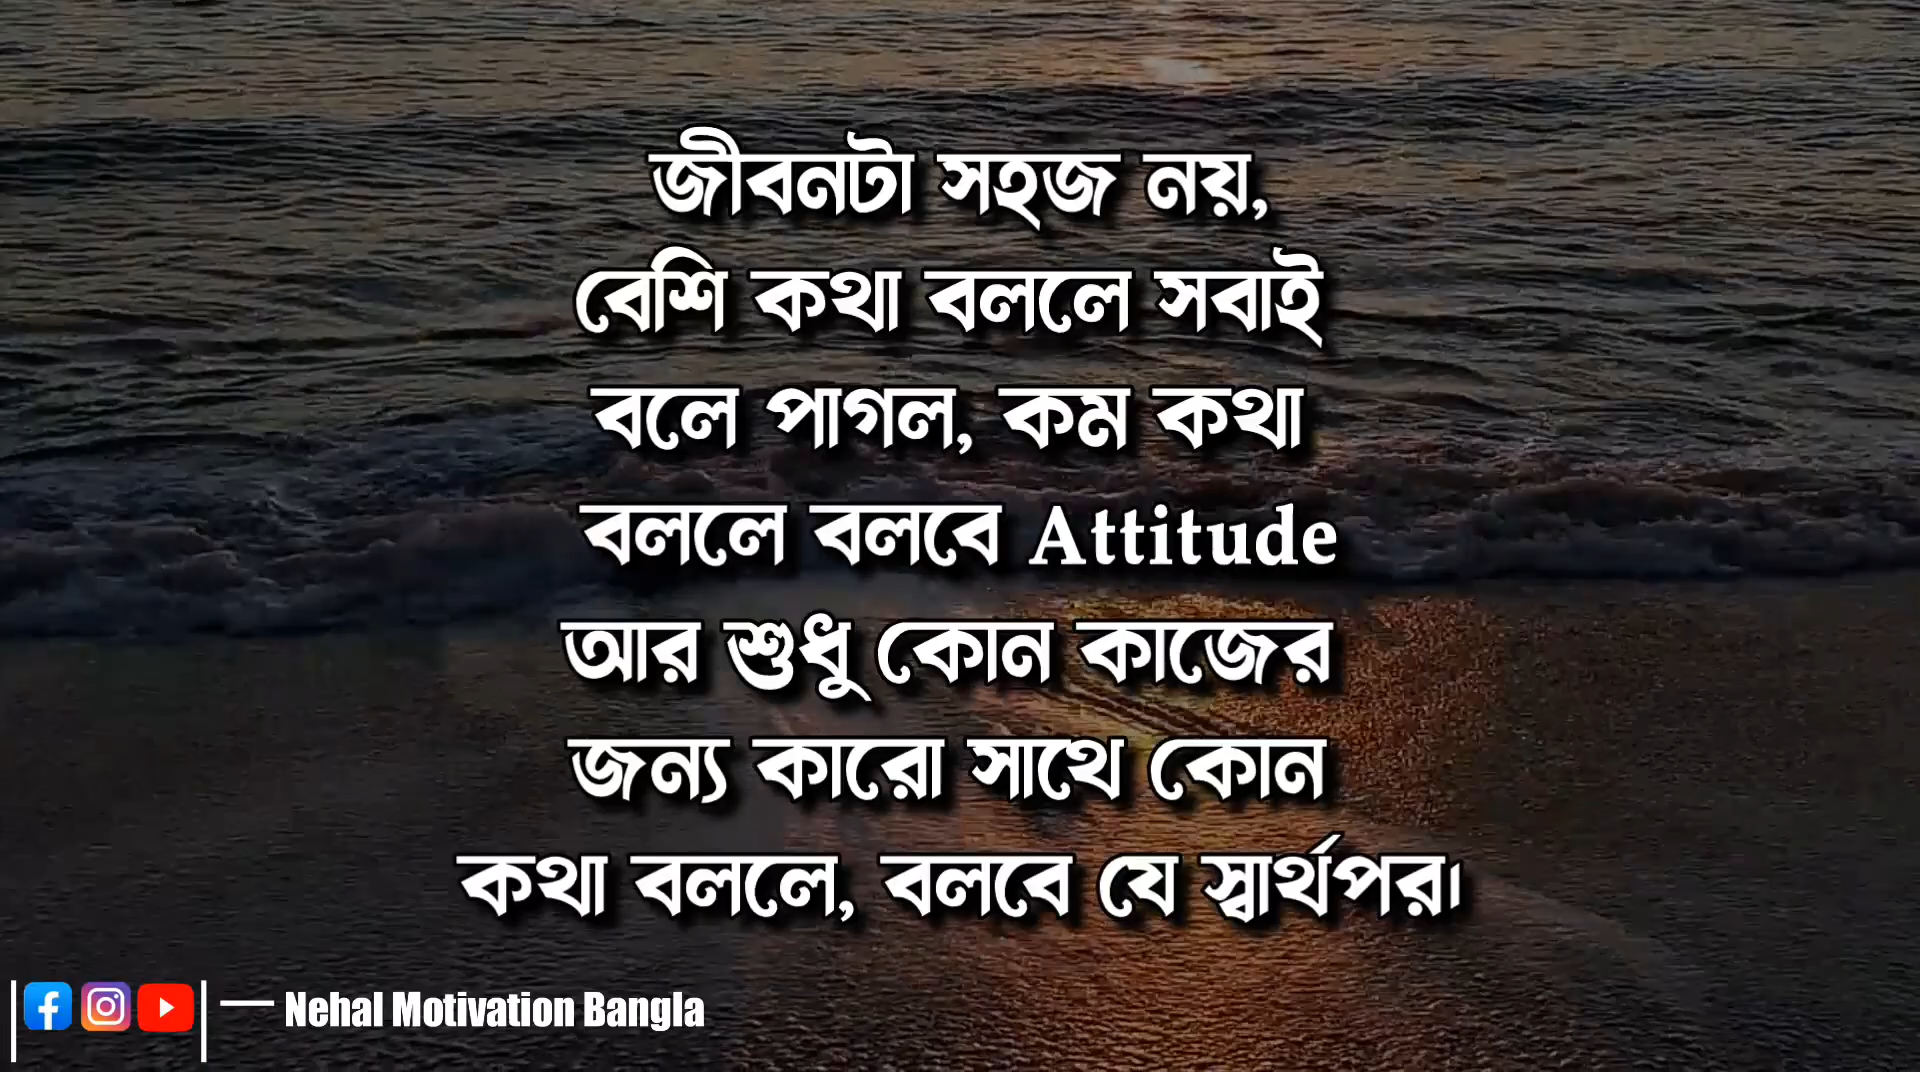 জীবনটা সহজ নয়,
বেশি কথা বললে সবাই
বলে পাগল, কম কথা
বললে বলবে Attitude
আর শুধু কোন কাজের
জন্য কারো সাথে কোন
কথা বললে, বলবে যে স্বার্থপর।
Nehal Motivation Bangla